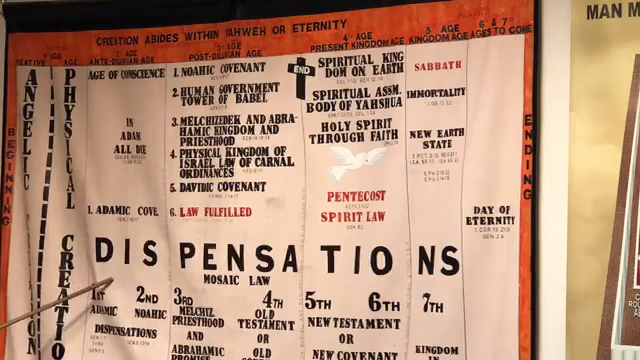 CREATION ABIDES WITHIN YAHWEH OR ETERNITY
AGE
ANTE-DILUVIAN AGE
AGE
POST-DILUVIAN AGE
4TH AGE
PRESENT KINGDOM AGE
5TH AGE
KINGDOM AGE
6TH & 7TH
AGES TO COME
BEGINNING
ANGELIC
CREATION
PHYSICAL
CREATION
AGE OF CONSCIENCE
IN
ADAM
ALL DIE
1. ADAMIC COVE
1. NOAHIC COVENANT
2. HUMAN GOVERNMENT
TOWER OF BABEL
3. MELCHIZEDEK AND ABRA-
HAMIC KINGDOM AND
PRIESTHOOD
4. PHYSICAL KINGDOM OF
ISRAEL LAW OF CARNAL
ORDINANCES
5. DAVIDIC COVENANT
6. LAW FULFILLED
END
SPIRITUAL KING
DOM ON EARTH
SPIRITUAL ASSM.
BODY OF YAHSHUA
HOLY SPIRIT
THROUGH FAITH
PENTECOST
SPIRIT LAW
SABBATH
IMMORTALITY
NEW EARTH
STATE
DAY OF
ETERNITY
ENDING
DISPENSATIONS
MOSAIC LAW
1ST
ADAMIC
2ND
NOAHIC
DISPENSATIONS
3RD
MELCHIZ
PRIESTHOOD
AND
ABRAHAMIC
4TH
OLD
TESTAMENT
OR
OLD
5TH 6TH
NEW TESTAMENT
OR
NEW COVENANT
7TH
KINGDOM
IN
MAN M